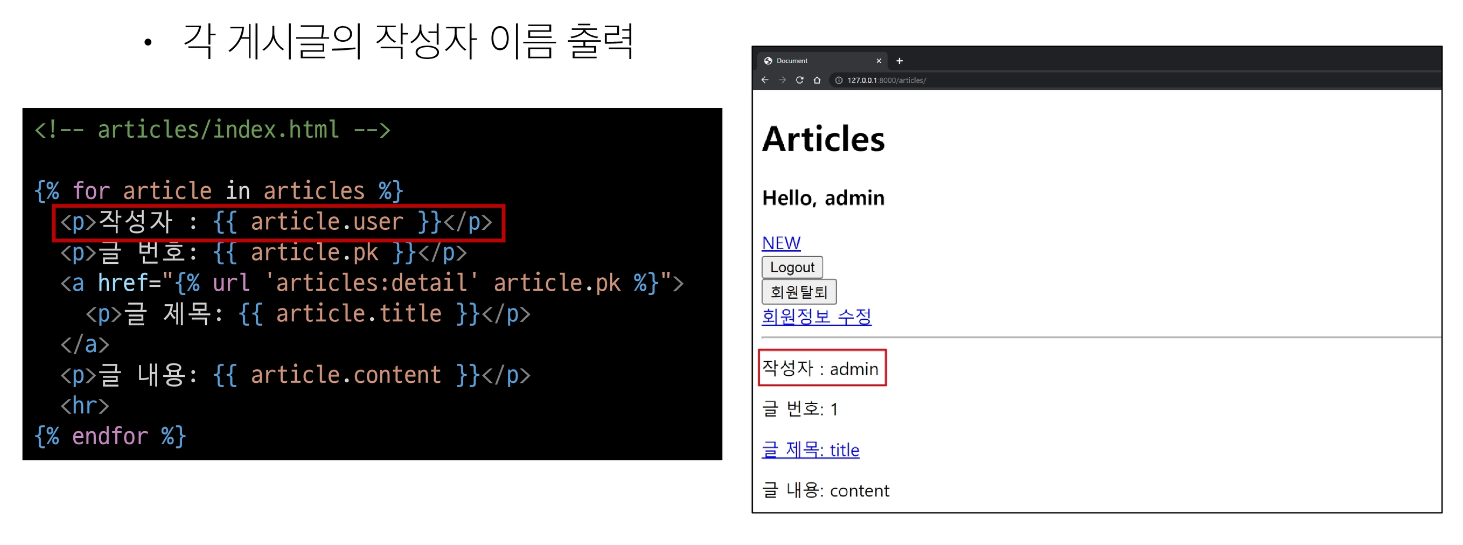 • 각 게시글의 작성자 이름 출력
<!-- articles/index.html -->
{% for article in articles %}
<p>작성자 : {{ article.user }}</p>
<p>글 번호: {{ article.pk }}</p>
<a href="{% url 'articles:detail' article.pk %}">
<p>글 제목: {{ article.title }}</p>
</a>
<p>글 내용: {{ article.content }}</p>
<hr>
{% endfor %}
Document
127.0.0.1:8000/articles/
Articles
Hello, admin
NEW
Logout
회원탈퇴
회원정보 수정
작성자 : admin
글 번호: 1
글 제목: title
글 내용: content